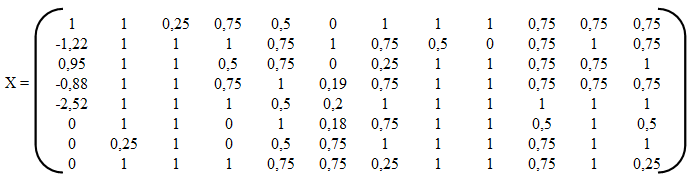 1 1 0,25 0,75 0,5 0 1 1 1 0,75 0,75 0,75
-1,22 1 1 1 0,75 1 0,75 0,5 0 0,75 1 0,75
0,95 1 1 0,5 0,75 0 0,25 1 1 0,75 0,75 1
X = -0,88 1 1 0,75 1 0,19 0,75 1 1 0,75 0,75 0,75
-2,52 1 1 1 0,5 0,2 1 1 1 1 1 1
0 1 1 0 1 0,18 0,75 1 1 0,5 1 0,5
0 0,25 1 0 0,5 0,75 1 1 1 0,75 1 1
0 1 1 1 0,75 0,75 0,25 1 1 0,75 1 0,25